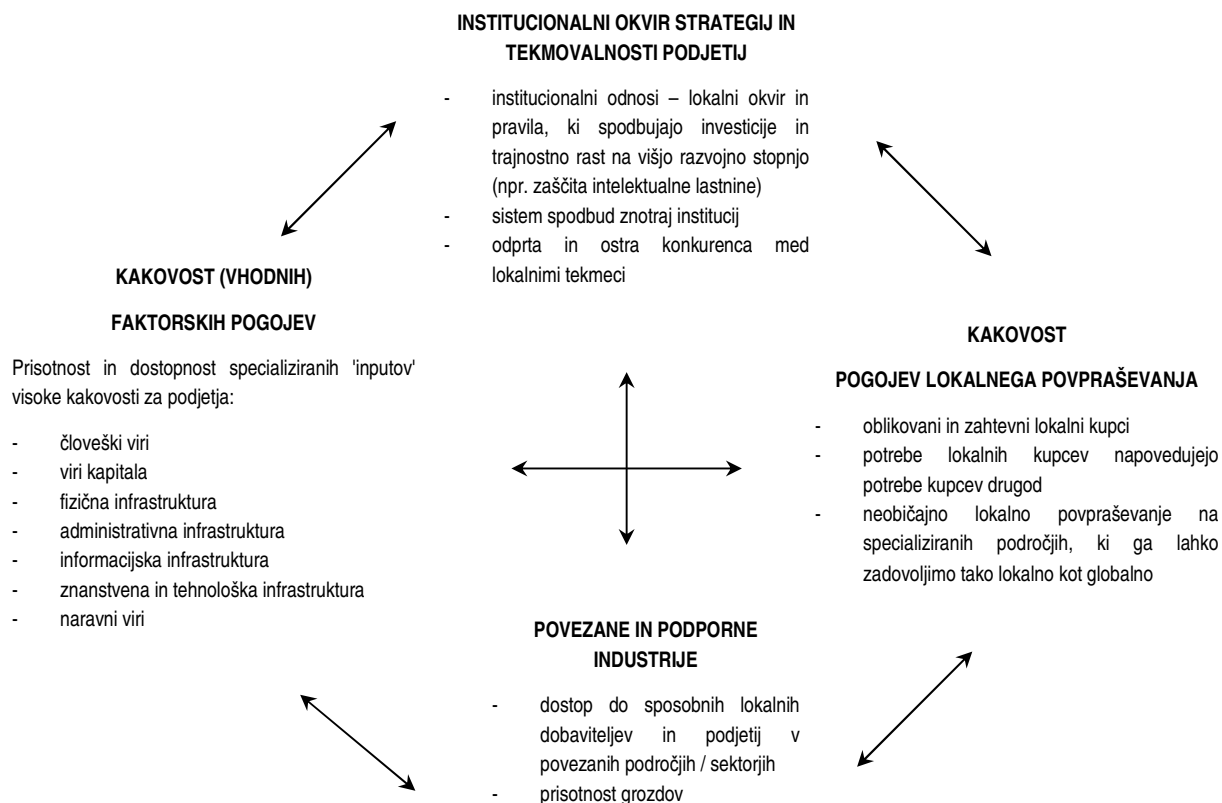 INSTITUCIONALNI OKVIR STRATEGIJ IN
TEKMOVALNOSTI PODJETIJ
- institucionalni odnosi – lokalni okvir in
pravila, ki spodbujajo investicije in
trajnostno rast na višjo razvojno stopnjo
(npr. zaščita intelektualne lastnine)
- sistem spodbud znotraj institucij
- odprta in ostra konkurenca med
lokalnimi tekmeci
KAKOVOST (VHODNIH)
FAKTORSKIH POGOJEV
Prisotnost in dostopnost specializiranih 'inputov'
visoke kakovosti za podjetja:
- človeški viri
- viri kapitala
- fizična infrastruktura
- administrativna infrastruktura
- informacijska infrastruktura
- znanstvena in tehnološka infrastruktura
- naravni viri
KAKOVOST
POGOJEV LOKALNEGA POVPRAŠEVANJA
- oblikovani in zahtevni lokalni kupci
- potrebe lokalnih kupcev napovedujejo
potrebe kupcev drugod
- neobičajno lokalno povpraševanje na
specializiranih področjih, ki ga lahko
zadovoljimo tako lokalno kot globalno
POVEZANE IN PODPORNE
INDUSTRIJE
- dostop do sposobnih lokalnih
dobaviteljev in podjetij v
povezanih področjih / sektorjih
- prisotnost grozdov